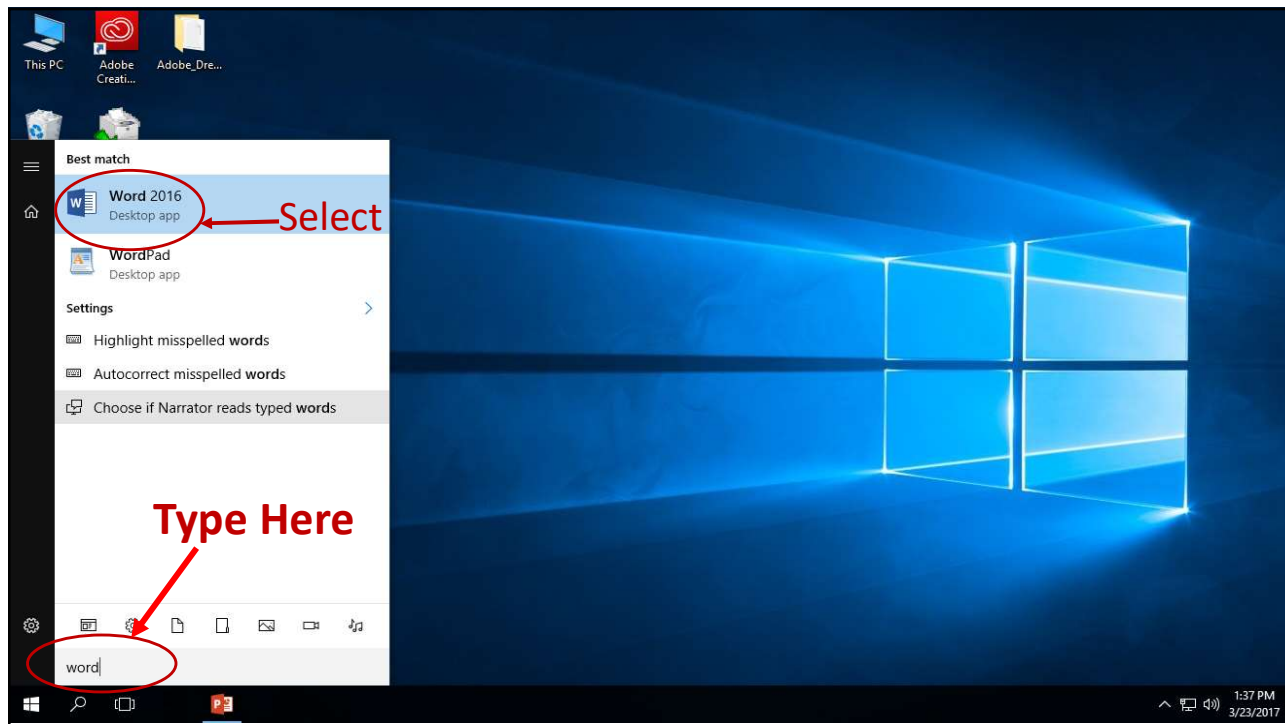 This PC
Adobe
Creati...
Adobe_Dre...
Best match
Word 2016
Desktop app
Select
WordPad
Desktop app
Settings
Highlight misspelled words
Autocorrect misspelled words
Choose if Narrator reads typed words
Type Here
word
1:37 PM
3/23/2017